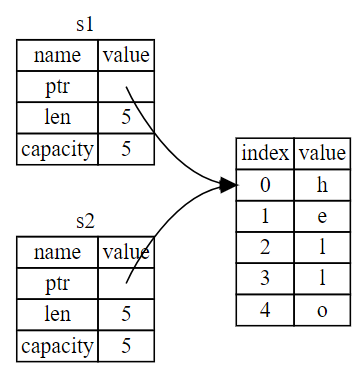 s1
name value
ptr
len 5
capacity 5
s2
name value
ptr
len 5
capacity 5
index value
0 h
1 e
2 l
3 l
4 o